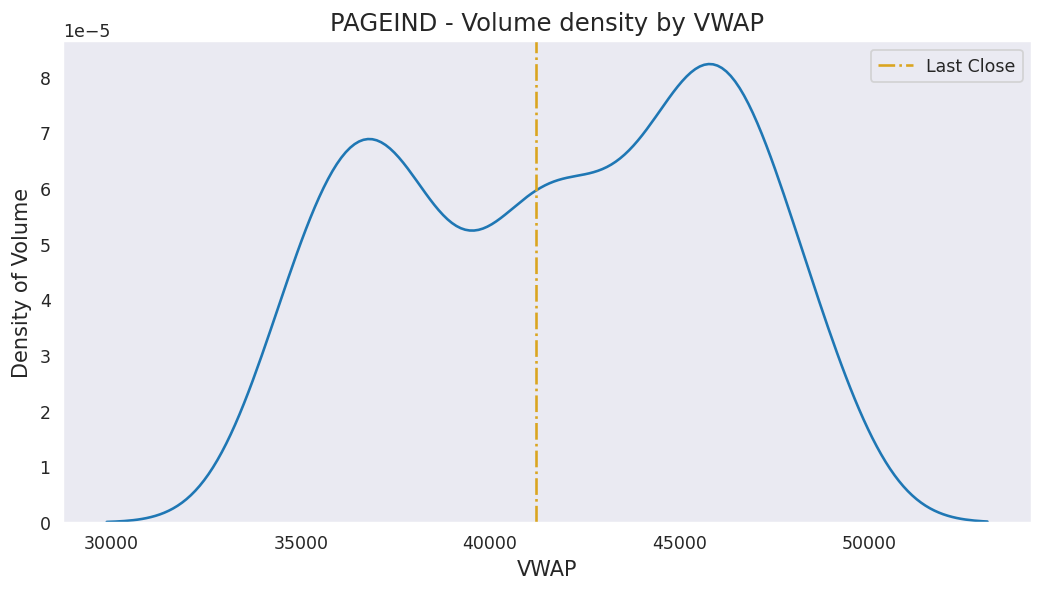 PAGEIND - Volume density by VWAP
1e−5
Last Close
8
7
6
5
4
3
2
1
0
Density of Volume
30000 35000 40000 45000 50000
VWAP